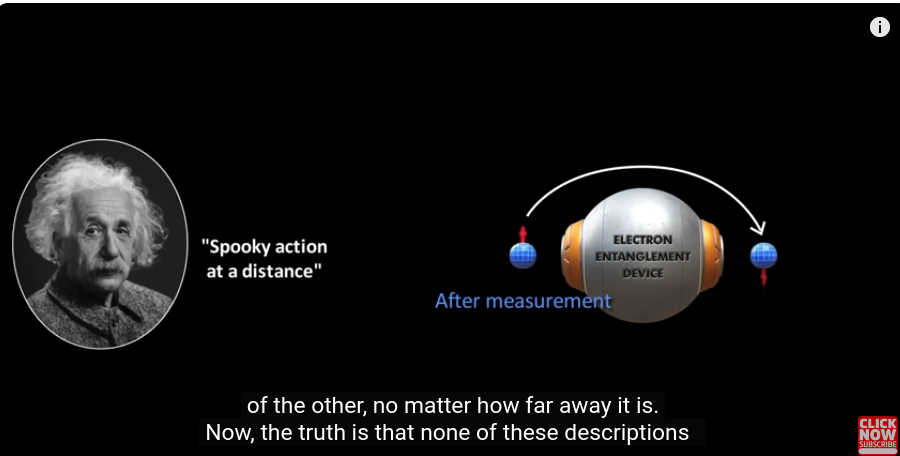 i
"Spooky action
at a distance"
ELECTRON
ENTANGLEMENT
DEVICE
After measurement
of the other, no matter how far away it is.
Now, the truth is that none of these descriptions
CLICK
NOW
SUBSCRIBE